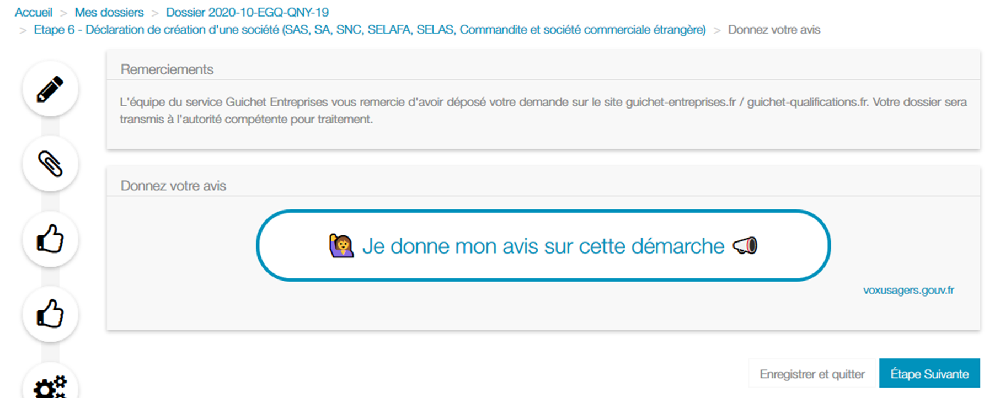 Accueil > Mes dossiers > Dossier 2020-10-EGQ-QNY-19
> Etape 6 - Déclaration de création d'une société (SAS, SA, SNC, SELAFA, SELAS, Commandite et société commerciale étrangère) > Donnez votre avis
Remerciements
L'équipe du service Guichet Entreprises vous remercie d'avoir déposé votre demande sur le site guichet-entreprises.fr / guichet-qualifications.fr. Votre dossier sera
transmis à l'autorité compétente pour traitement.
Donnez votre avis
Je donne mon avis sur cette démarche
voxusagers.gouv.fr
Enregistrer et quitter
Étape Suivante